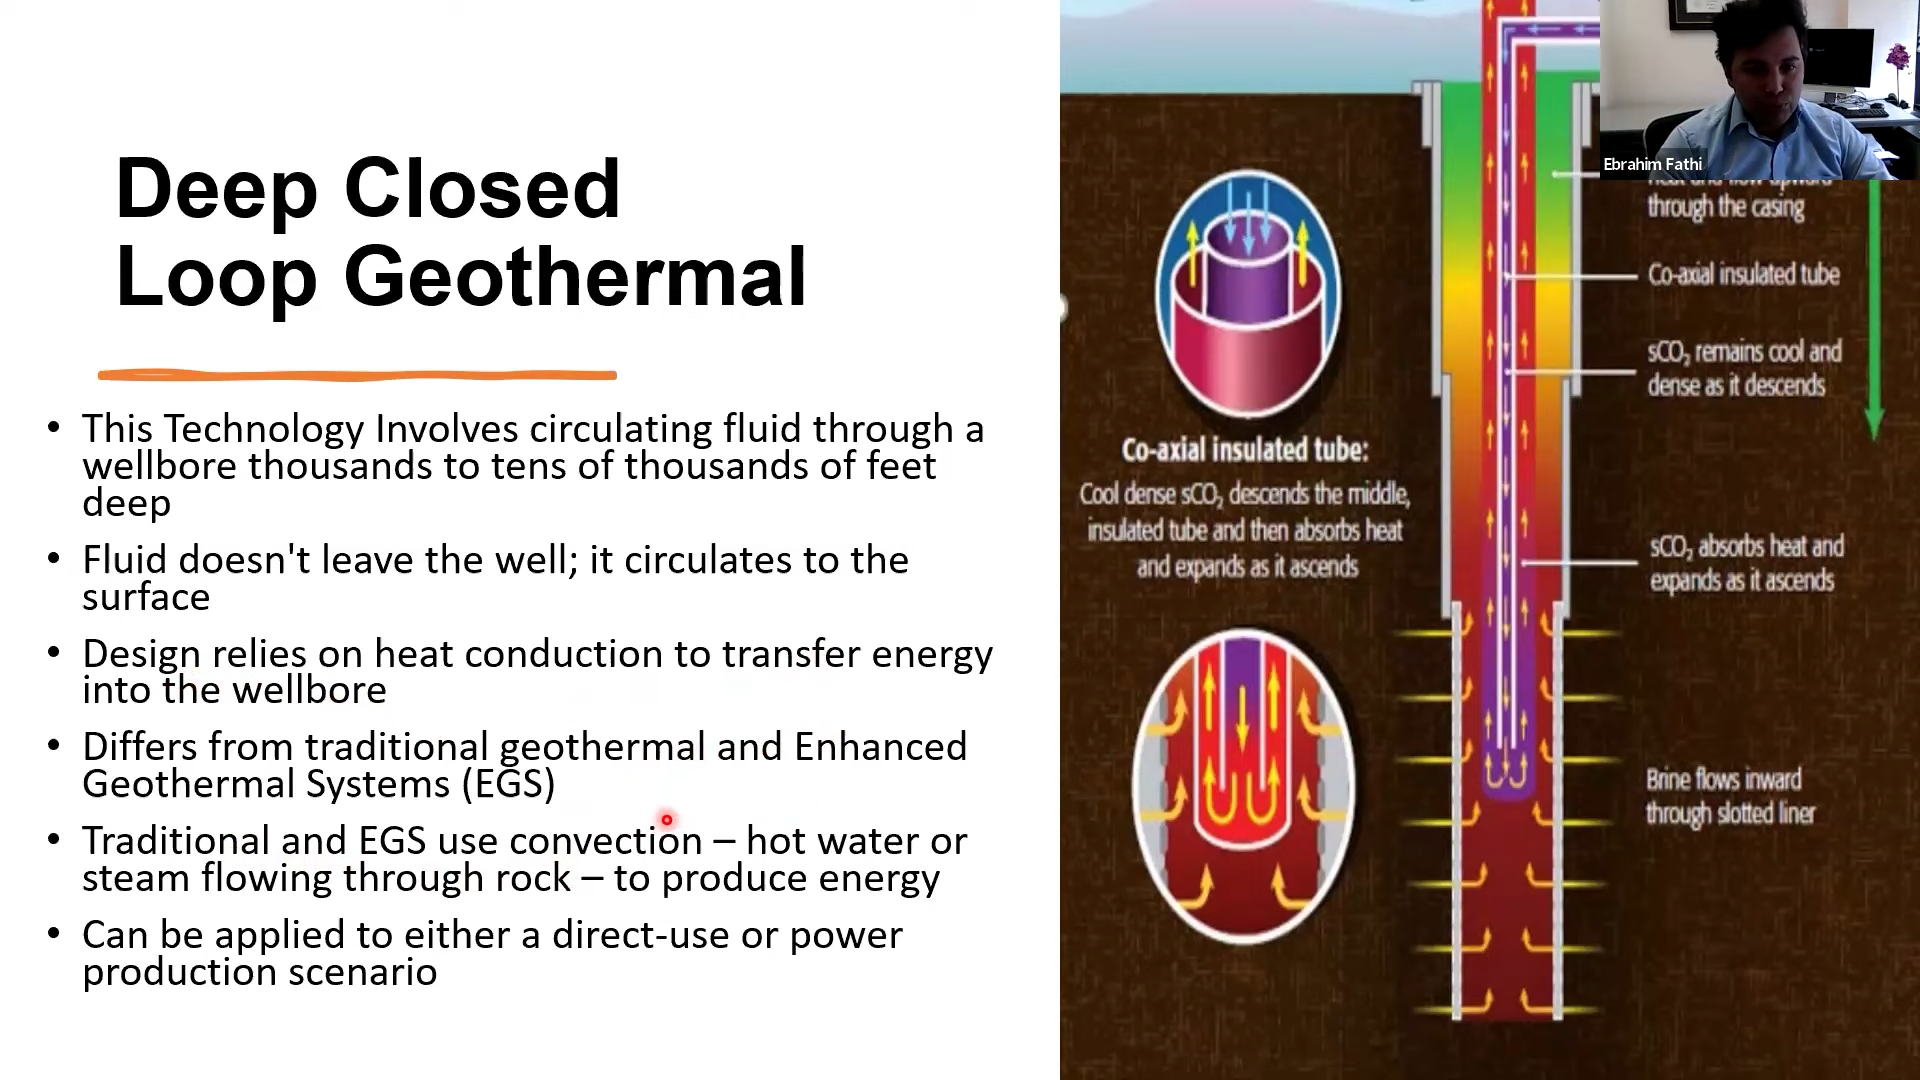 Deep Closed
Loop Geothermal
• This Technology Involves circulating fluid through a
wellbore thousands to tens of thousands of feet
deep
• Fluid doesn't leave the well; it circulates to the
surface
• Design relies on heat conduction to transfer energy
into the wellbore
• Differs from traditional geothermal and Enhanced
Geothermal Systems (EGS)
• Traditional and EGS use convection – hot water or
steam flowing through rock – to produce energy
• Can be applied to either a direct-use or power
production scenario
Co-axial insulated tube:
Cool dense sCO₂ descends the middle,
insulated tube and then absorbs heat
and expands as it ascends
Ebrahim Fathi
through the casing
Co-axial insulated tube
sCO₂ remains cool and
dense as it descends
sCO₂ absorbs heat and
expands as it ascends
Brine flows inward
through slotted liner